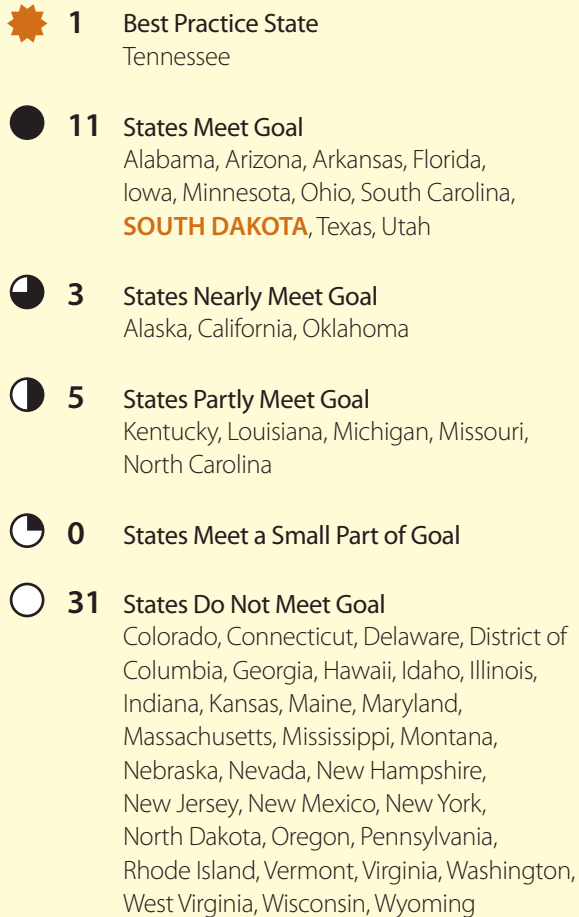 1 Best Practice State
Tennessee
11 States Meet Goal
Alabama, Arizona, Arkansas, Florida,
Iowa, Minnesota, Ohio, South Carolina,
SOUTH DAKOTA, Texas, Utah
3 States Nearly Meet Goal
Alaska, California, Oklahoma
5 States Partly Meet Goal
Kentucky, Louisiana, Michigan, Missouri,
North Carolina
0 States Meet a Small Part of Goal
31 States Do Not Meet Goal
Colorado, Connecticut, Delaware, District of
Columbia, Georgia, Hawaii, Idaho, Illinois,
Indiana, Kansas, Maine, Maryland,
Massachusetts, Mississippi, Montana,
Nebraska, Nevada, New Hampshire,
New Jersey, New Mexico, New York,
North Dakota, Oregon, Pennsylvania,
Rhode Island, Vermont, Virginia, Washington,
West Virginia, Wisconsin, Wyoming